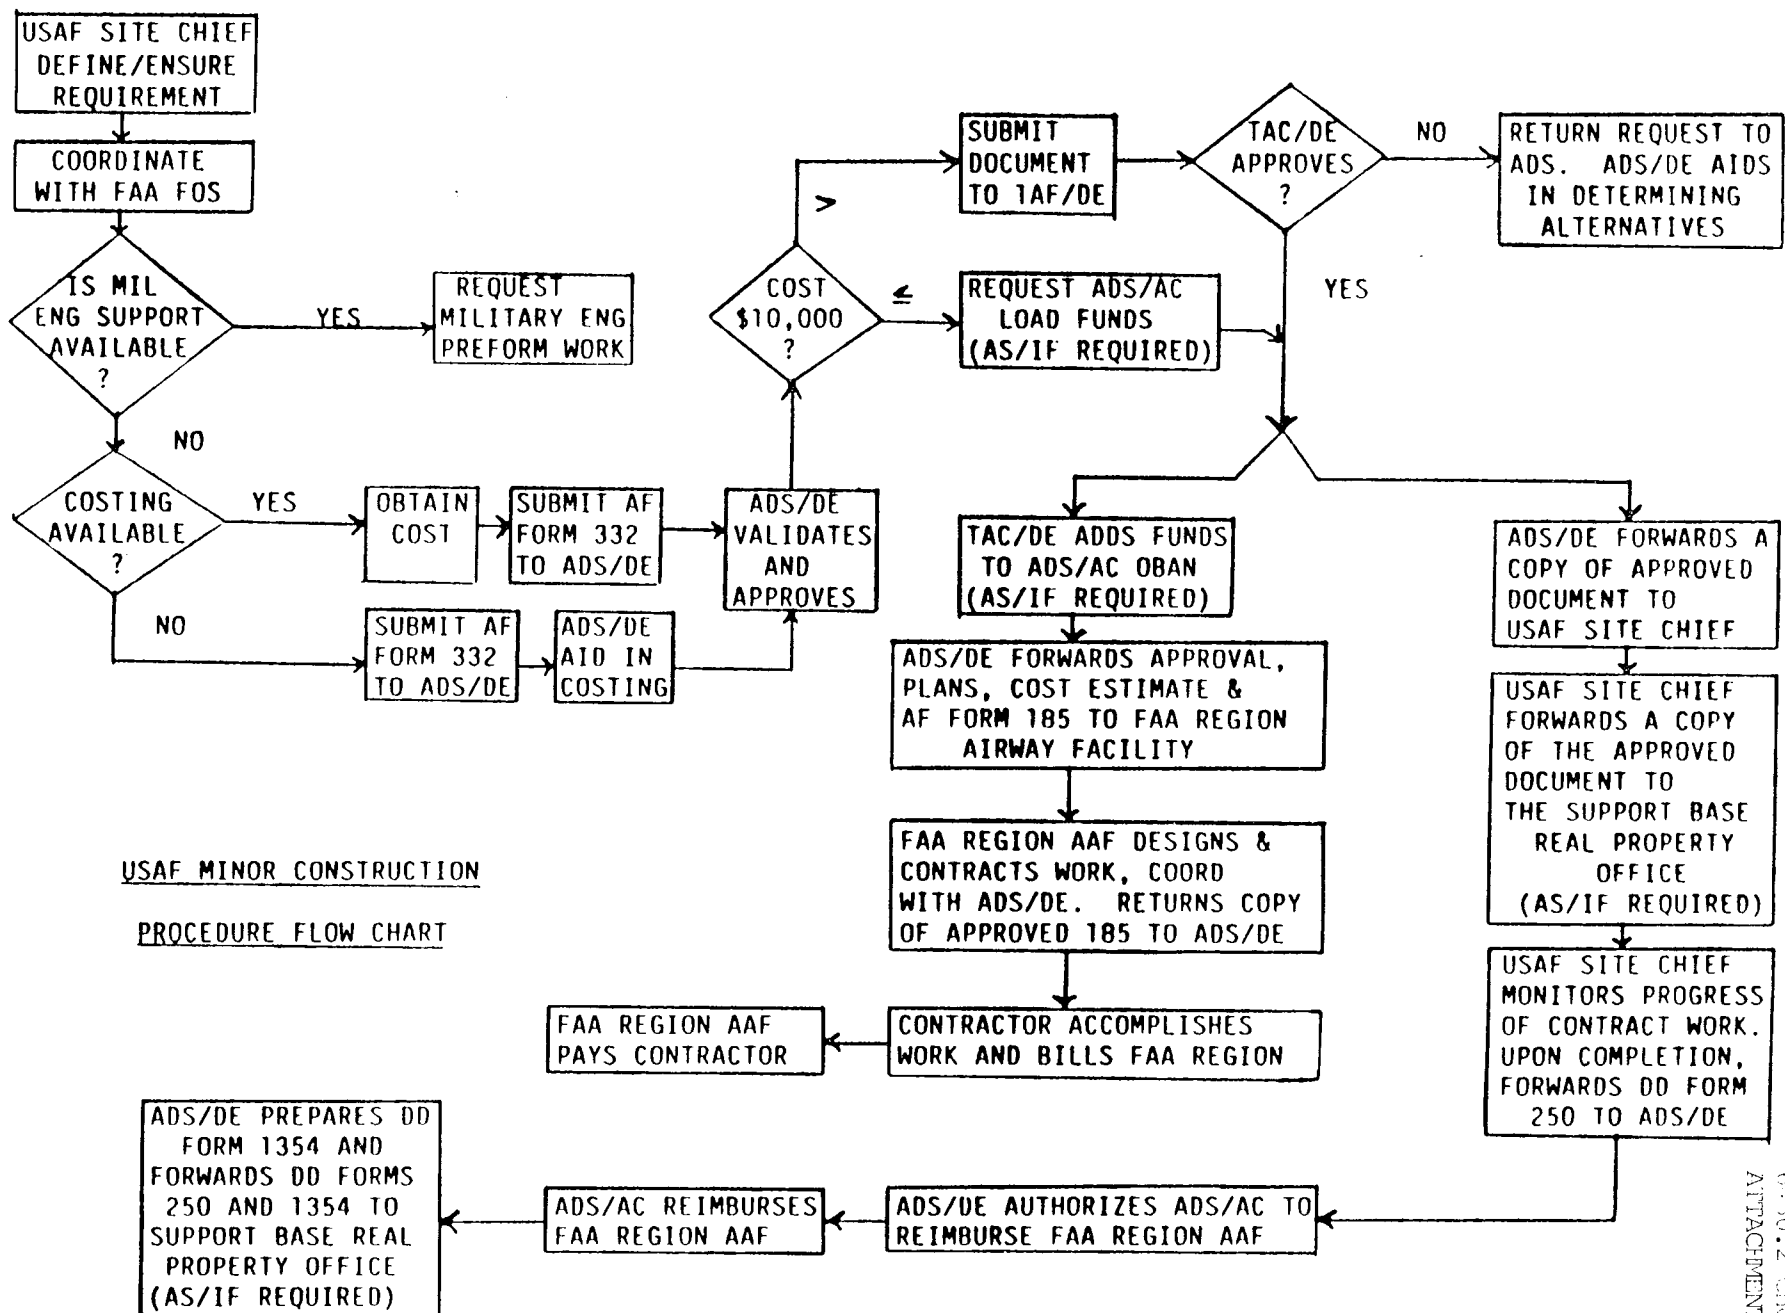 USAF SITE CHIEF
DEFINE/ENSURE
REQUIREMENT
COORDINATE
WITH FAA FOS
IS MIL
ENG SUPPORT
AVAILABLE
?
YES
REQUEST
MILITARY ENG
PREFORM WORK
NO
COSTING
AVAILABLE
?
YES
OBTAIN
COST
SUBMIT AF
FORM 332
TO ADS/DE
NO
SUBMIT AF
FORM 332
TO ADS/DE
ADS/DE
AID IN
COSTING
ADS/DE
VALIDATES
AND
APPROVES
COST
$10,000
?
>
SUBMIT
DOCUMENT
TO 1AF/DE
TAC/DE
APPROVES
?
NO
RETURN REQUEST TO
ADS. ADS/DE AIDS
IN DETERMINING
ALTERNATIVES
≤
REQUEST ADS/AC
LOAD FUNDS
(AS/IF REQUIRED)
YES
TAC/DE ADDS FUNDS
TO ADS/AC OBAN
(AS/IF REQUIRED)
ADS/DE FORWARDS APPROVAL,
PLANS, COST ESTIMATE &
AF FORM 185 TO FAA REGION
AIRWAY FACILITY
FAA REGION AAF DESIGNS &
CONTRACTS WORK, COORD
WITH ADS/DE. RETURNS COPY
OF APPROVED 185 TO ADS/DE
CONTRACTOR ACCOMPLISHES
WORK AND BILLS FAA REGION
FAA REGION AAF
PAYS CONTRACTOR
ADS/DE FORWARDS A
COPY OF APPROVED
DOCUMENT TO
USAF SITE CHIEF
USAF SITE CHIEF
FORWARDS A COPY
OF THE APPROVED
DOCUMENT TO
THE SUPPORT BASE
REAL PROPERTY
OFFICE
(AS/IF REQUIRED)
USAF SITE CHIEF
MONITORS PROGRESS
OF CONTRACT WORK.
UPON COMPLETION,
FORWARDS DD FORM
250 TO ADS/DE
ADS/DE AUTHORIZES ADS/AC TO
REIMBURSE FAA REGION AAF
ADS/AC REIMBURSES
FAA REGION AAF
ADS/DE PREPARES DD
FORM 1354 AND
FORWARDS DD FORMS
250 AND 1354 TO
SUPPORT BASE REAL
PROPERTY OFFICE
(AS/IF REQUIRED)
USAF MINOR CONSTRUCTION
PROCEDURE FLOW CHART
ATTACHMENT